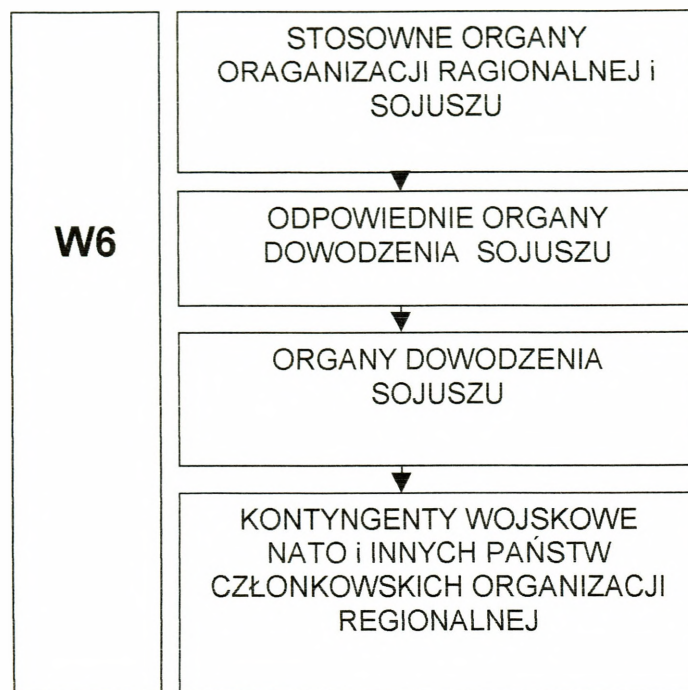 W6
STOSOWNE ORGANY
ORAGANIZACJI RAGIONALNEJ i
SOJUSZU
ODPOWIEDNIE ORGANY
DOWODZENIA SOJUSZU
ORGANY DOWODZENIA
SOJUSZU
KONTYNGENTY WOJSKOWE
NATO i INNYCH PAŃSTW
CZŁONKOWSKICH ORGANIZACJI
REGIONALNEJ